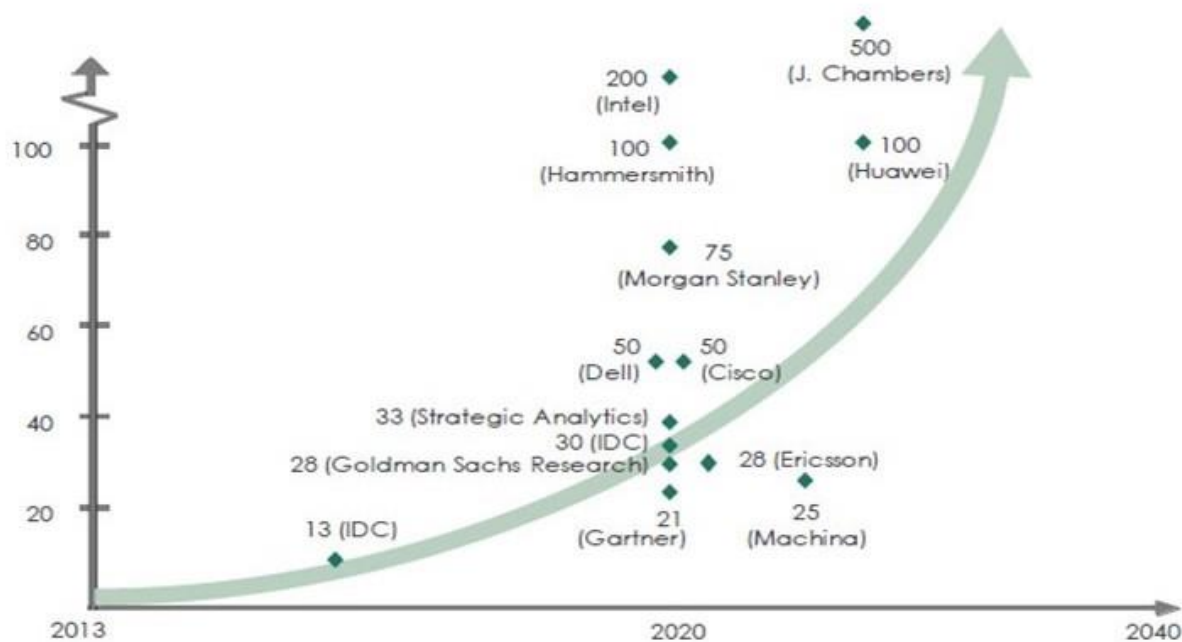 500
(J. Chambers)
200
(Intel)
100
100
(Hammersmith)
100
(Huawei)
80
75
(Morgan Stanley)
60
50
(Dell)
50
(Cisco)
40
33 (Strategic Analytics)
30 (IDC)
28 (Goldman Sachs Research)
28 (Ericsson)
20
13 (IDC)
21
(Gartner)
25
(Machina)
2013
2020
2040